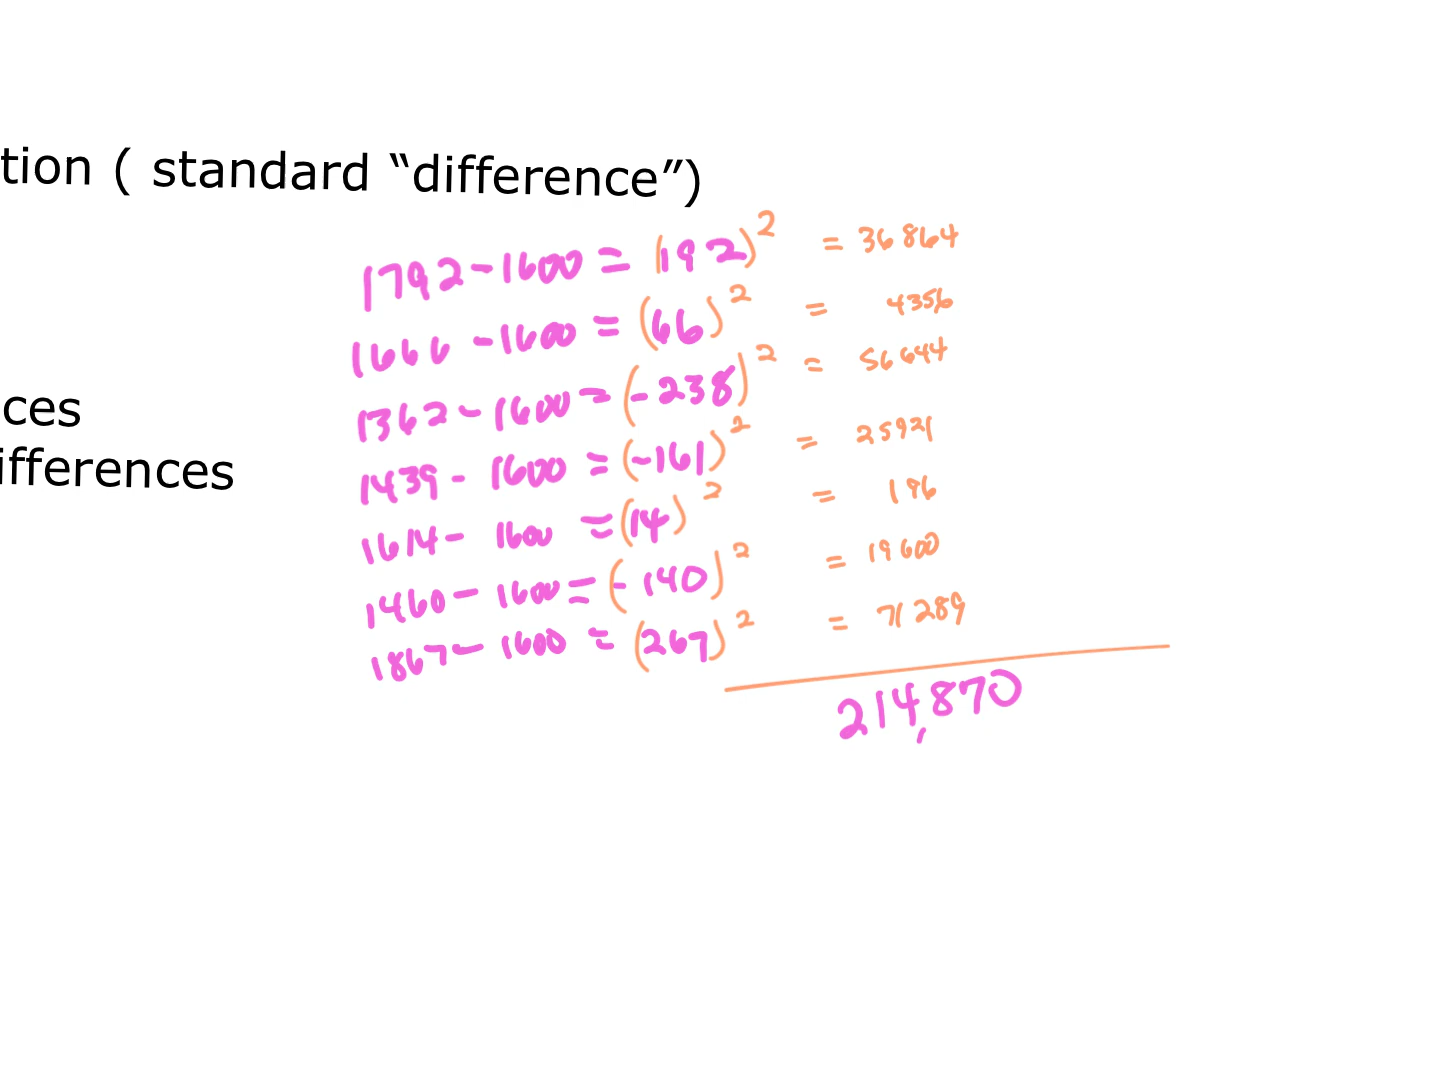 tion ( standard “difference”)
1792-1600 = (192)² = 36864
1666 -1600 = (66)² = 4356
1362-1600 = (-238)² = 56644
ces
1439- 1600 = (-161)² = 25921
ifferences
1614- 1600 = (14)² = 196
1460- 1600 = (-140)² = 19600
1867- 1600 = (267)² = 71289
214,870